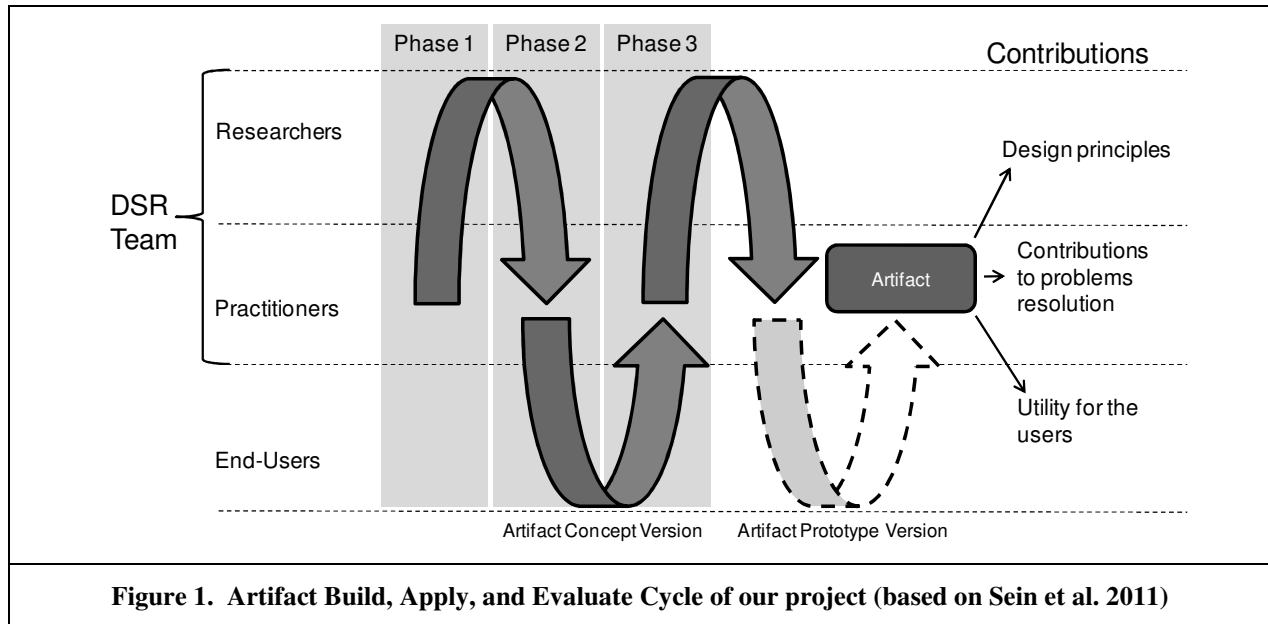 Phase 1
Phase 2
Phase 3
Contributions
Researchers
Design principles
DSR
Team
Practitioners
Artifact
Contributions
to problems
resolution
End-Users
Utility for the
users
Artifact Concept Version
Artifact Prototype Version
Figure 1. Artifact Build, Apply, and Evaluate Cycle of our project (based on Sein et al. 2011)